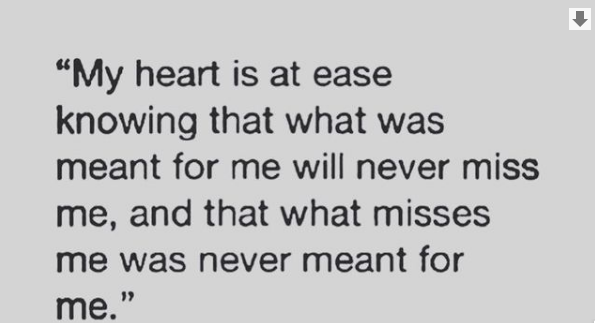 “My heart is at ease
knowing that what was
meant for me will never miss
me, and that what misses
me was never meant for
me.”